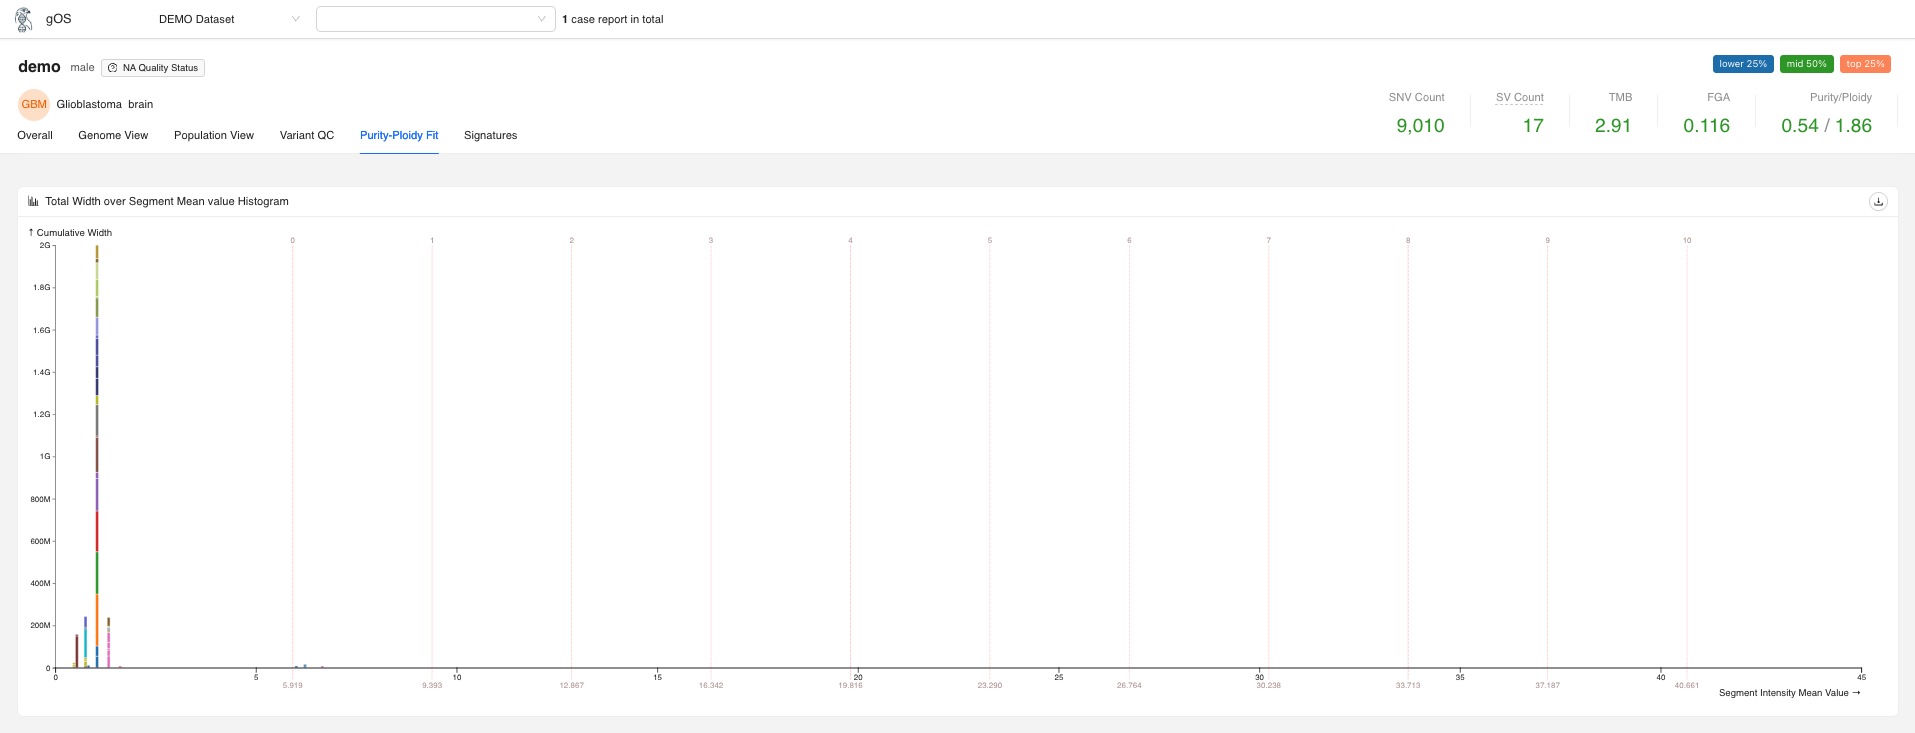 gOS DEMO Dataset 1 case report in total
demo male NA Quality Status lower 25% mid 50% top 25%
GBM Glioblastoma brain
SNV Count SV Count TMB FGA Purity/Ploidy
9,010 17 2.91 0.116 0.54 / 1.86
Overall Genome View Population View Variant QC Purity-Ploidy Fit Signatures
Total Width over Segment Mean value Histogram
↑ Cumulative Width
0 1 2 3 4 5 6 7 8 9 10
2G
1.8G
1.6G
1.4G
1.2G
1G
800M
600M
400M
200M
0
0 5 10 15 20 25 30 35 40 45
5.919 9.393 12.867 16.342 19.816 23.290 26.764 30.238 33.713 37.187 40.661
Segment Intensity Mean Value →